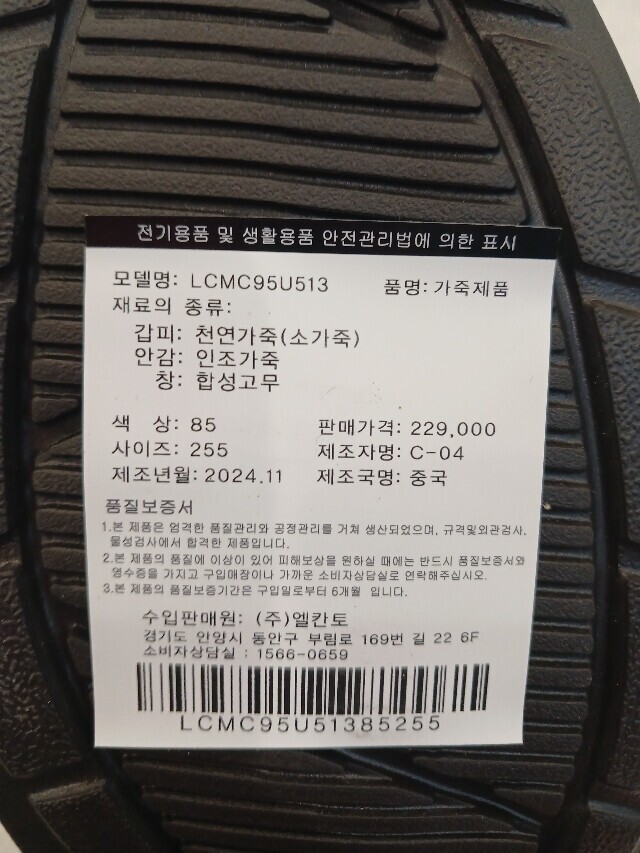 전기용품 및 생활용품 안전관리법에 의한 표시
모델명: LCMC95U513 품명: 가죽제품
재료의 종류:
갑피: 천연가죽(소가죽)
안감: 인조가죽
창: 합성고무
색 상: 85 판매가격: 229,000
사이즈: 255 제조자명: C-04
제조년월: 2024.11 제조국명: 중국
품질보증서
1.본 제품은 엄격한 품질관리와 공정관리를 거쳐 생산되었으며, 규격및외관검사,
물성검사에서 합격한 제품입니다.
2.본 제품의 품질에 이상이 있어 피해보상을 원하실 때에는 반드시 품질보증서와
영수증을 가지고 구입매장이나 가까운 소비자상담실로 연락해주십시오.
3.본 제품의 품질보증기간은 구입일로부터 6개월 입니다.
수입판매원: (주)엘칸토
경기도 안양시 동안구 부림로 169번 길 22 6F
소비자상담실 : 1566-0659
LCMC95U51385255